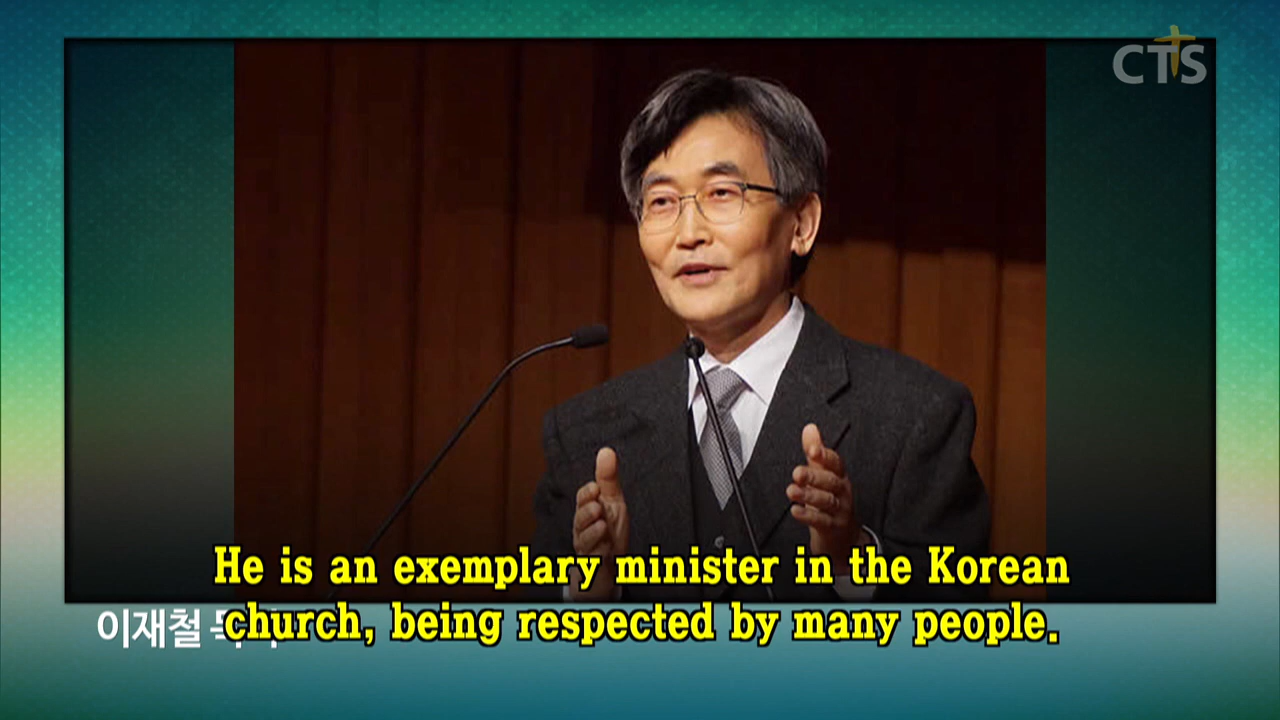 CTS
He is an exemplary minister in the Korean
church, being respected by many people.
이재철